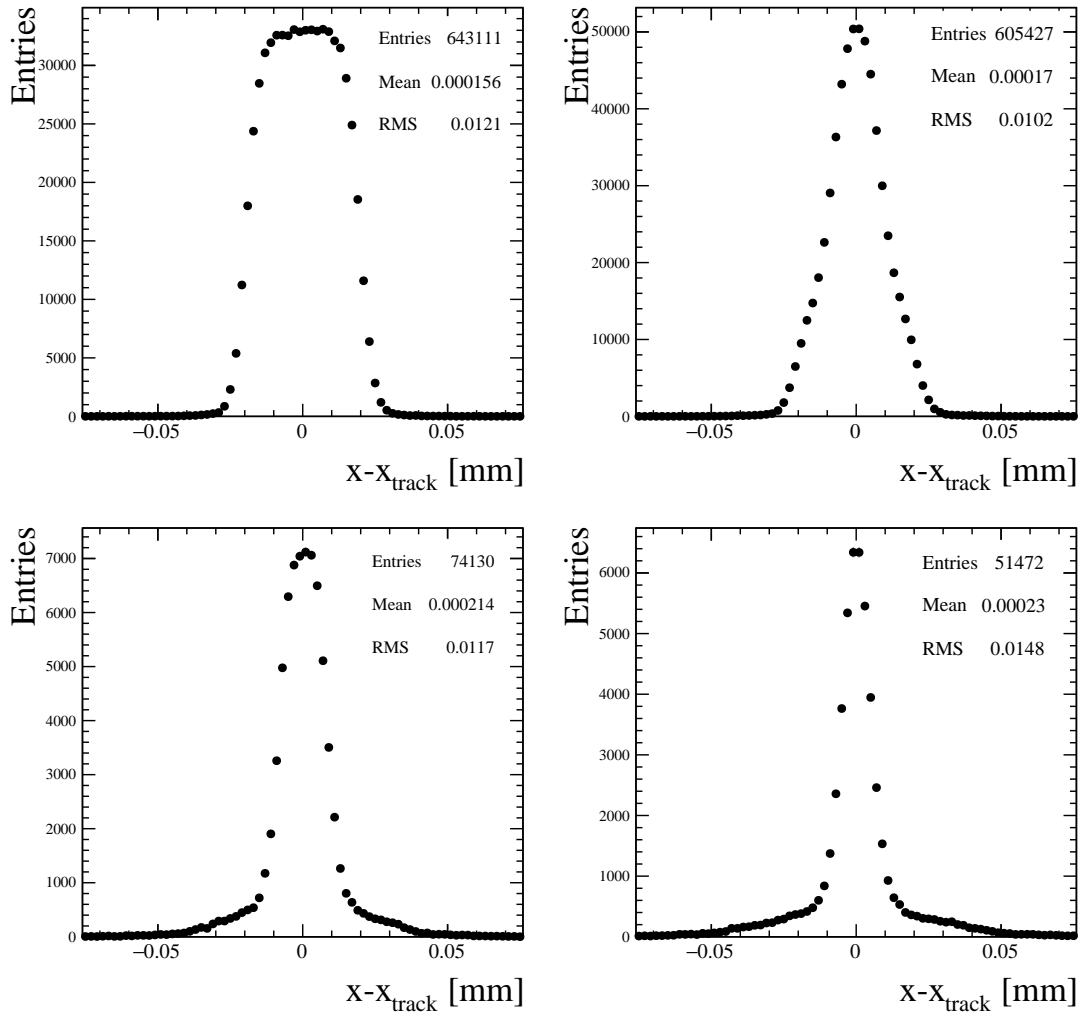 Entries
Entries 643111
Mean 0.000156
RMS 0.0121
30000
25000
20000
15000
10000
5000
0
−0.05 0 0.05
x-xtrack [mm]
Entries
Entries 605427
Mean 0.00017
RMS 0.0102
50000
40000
30000
20000
10000
0
−0.05 0 0.05
x-xtrack [mm]
Entries
Entries 74130
Mean 0.000214
RMS 0.0117
7000
6000
5000
4000
3000
2000
1000
0
−0.05 0 0.05
x-xtrack [mm]
Entries
Entries 51472
Mean 0.00023
RMS 0.0148
6000
5000
4000
3000
2000
1000
0
−0.05 0 0.05
x-xtrack [mm]